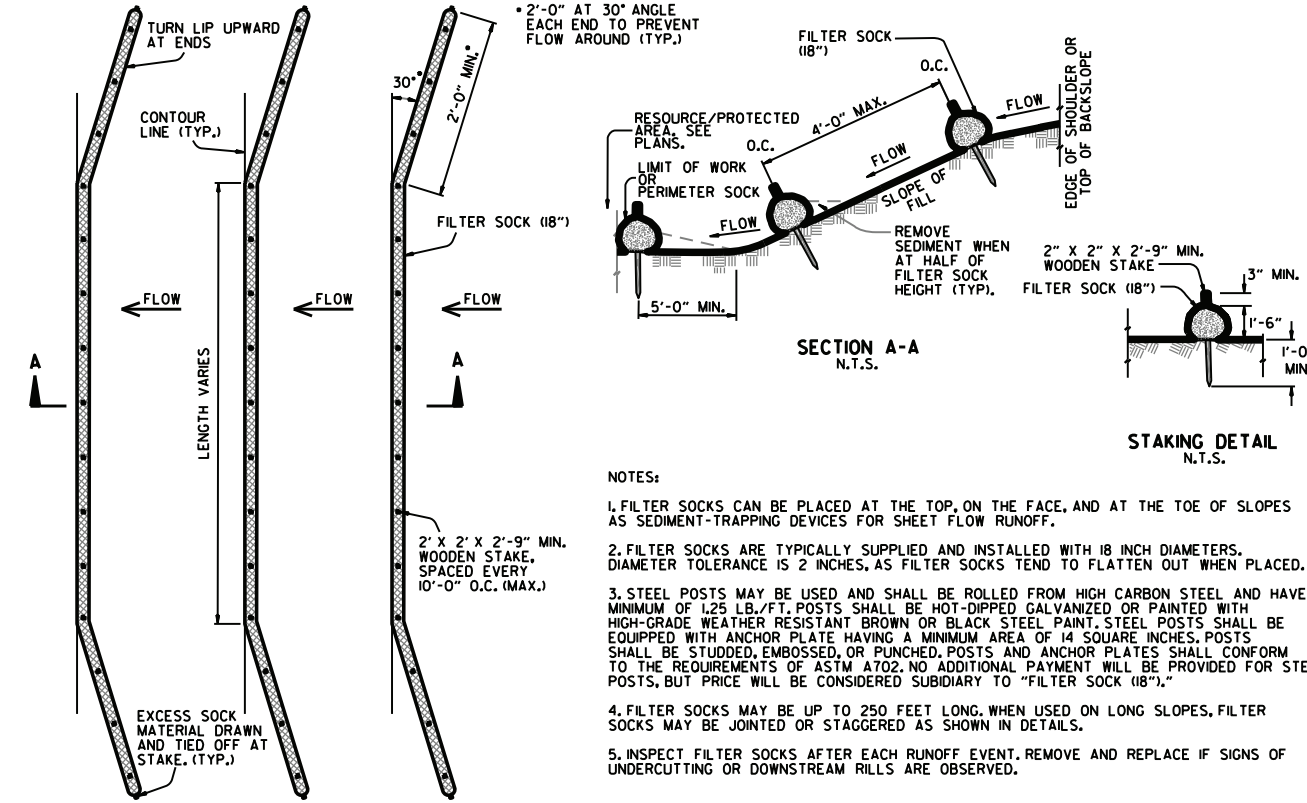 TURN LIP UPWARD
AT ENDS
CONTOUR
LINE (TYP.)
30°*
2'-0" MIN.*
* 2'-0" AT 30° ANGLE
EACH END TO PREVENT
FLOW AROUND (TYP.)
FILTER SOCK (18")
FLOW
FLOW
FLOW
A
A
LENGTH VARIES
2' X 2' X 2'-9" MIN.
WOODEN STAKE,
SPACED EVERY
10'-0" O.C. (MAX.)
EXCESS SOCK
MATERIAL DRAWN
AND TIED OFF AT
STAKE. (TYP.)
FILTER SOCK
(18")
O.C.
4'-0" MAX.
O.C.
FLOW
EDGE OF SHOULDER OR
TOP OF BACKSLOPE
RESOURCE/PROTECTED
AREA. SEE
PLANS.
LIMIT OF WORK
OR
PERIMETER SOCK
FLOW
SLOPE OF
FILL
FLOW
REMOVE
SEDIMENT WHEN
AT HALF OF
FILTER SOCK
HEIGHT (TYP).
5'-0" MIN.
SECTION A-A
N.T.S.
2" X 2" X 2'-9" MIN.
WOODEN STAKE
FILTER SOCK (18")
3" MIN.
1'-6"
1'-0
MIN
STAKING DETAIL
N.T.S.
NOTES:
1. FILTER SOCKS CAN BE PLACED AT THE TOP, ON THE FACE, AND AT THE TOE OF SLOPES
AS SEDIMENT-TRAPPING DEVICES FOR SHEET FLOW RUNOFF.
2. FILTER SOCKS ARE TYPICALLY SUPPLIED AND INSTALLED WITH 18 INCH DIAMETERS.
DIAMETER TOLERANCE IS 2 INCHES, AS FILTER SOCKS TEND TO FLATTEN OUT WHEN PLACED.
3. STEEL POSTS MAY BE USED AND SHALL BE ROLLED FROM HIGH CARBON STEEL AND HAVE
MINIMUM OF 1.25 LB./FT. POSTS SHALL BE HOT-DIPPED GALVANIZED OR PAINTED WITH
HIGH-GRADE WEATHER RESISTANT BROWN OR BLACK STEEL PAINT. STEEL POSTS SHALL BE
EQUIPPED WITH ANCHOR PLATE HAVING A MINIMUM AREA OF 14 SQUARE INCHES. POSTS
SHALL BE STUDDED, EMBOSSED, OR PUNCHED. POSTS AND ANCHOR PLATES SHALL CONFORM
TO THE REQUIREMENTS OF ASTM A702. NO ADDITIONAL PAYMENT WILL BE PROVIDED FOR STE
POSTS, BUT PRICE WILL BE CONSIDERED SUBIDIARY TO "FILTER SOCK (18")."
4. FILTER SOCKS MAY BE UP TO 250 FEET LONG. WHEN USED ON LONG SLOPES, FILTER
SOCKS MAY BE JOINTED OR STAGGERED AS SHOWN IN DETAILS.
5. INSPECT FILTER SOCKS AFTER EACH RUNOFF EVENT. REMOVE AND REPLACE IF SIGNS OF
UNDERCUTTING OR DOWNSTREAM RILLS ARE OBSERVED.